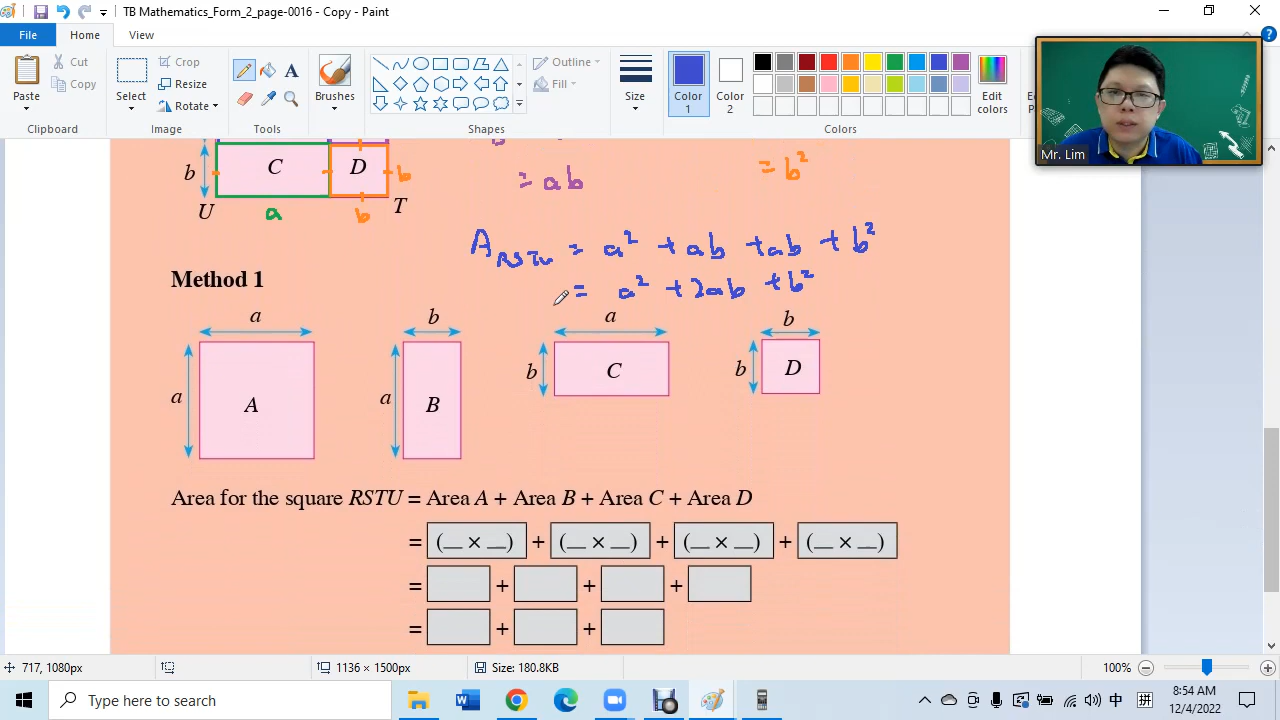 TB Mathematics_Form_2_page-0016 - Copy - Paint
File Home View
Paste Cut Copy
Clipboard
Select Crop Resize Rotate
Image
Tools
Brushes
Shapes
Outline Fill
Size
Color 1
Color 2
Edit colors
Colors
Mr. Lim
b C D b
U a b T
= ab
= b²
A RSTU = a² + ab + ab + b²
= a² + 2ab + b²
Method 1
a b a b
a A a B b C b D
Area for the square RSTU = Area A + Area B + Area C + Area D
= (__ × __) + (__ × __) + (__ × __) + (__ × __)
= + + +
= + +
717, 1080px 1136 × 1500px Size: 180.8KB 100%
Type here to search
中 拼 8:54 AM
12/4/2022